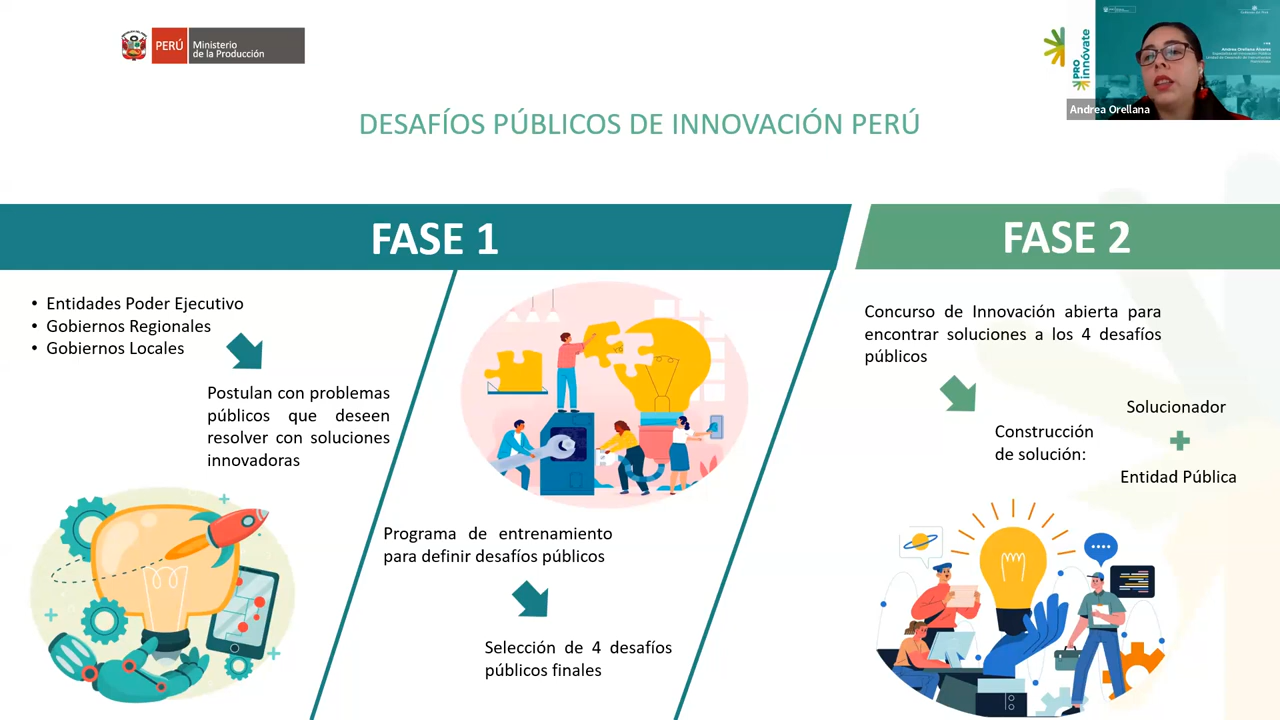 PERÚ
Ministerio
de la Producción
PRO
innóvate
Andrea Orellana Álvarez
Andrea Orellana
DESAFÍOS PÚBLICOS DE INNOVACIÓN PERÚ
FASE 1
FASE 2
• Entidades Poder Ejecutivo
• Gobiernos Regionales
• Gobiernos Locales
Postulan con problemas
públicos que deseen
resolver con soluciones
innovadoras
Programa de entrenamiento
para definir desafíos públicos
Selección de 4 desafíos
públicos finales
Concurso de Innovación abierta para
encontrar soluciones a los 4 desafíos
públicos
Construcción
de solución:
Solucionador
Entidad Pública